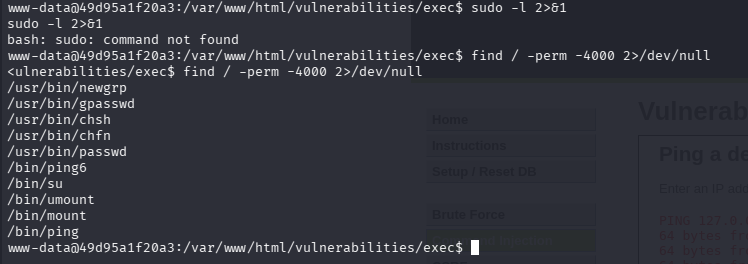 www-data@49d95a1f20a3:/var/www/html/vulnerabilities/exec$ sudo -l 2>&1
sudo -l 2>&1
bash: sudo: command not found
www-data@49d95a1f20a3:/var/www/html/vulnerabilities/exec$ find / -perm -4000 2>/dev/null
<ulnerabilities/exec$ find / -perm -4000 2>/dev/null
/usr/bin/newgrp
/usr/bin/gpasswd
/usr/bin/chsh
/usr/bin/chfn
/usr/bin/passwd
/bin/ping6
/bin/su
/bin/umount
/bin/mount
/bin/ping
www-data@49d95a1f20a3:/var/www/html/vulnerabilities/exec$
Home
Instructions
Setup / Reset DB
Brute Force
Vulnerab
Ping a de
Enter an IP add
PING 127.0.
64 bytes fr
64 bytes fr